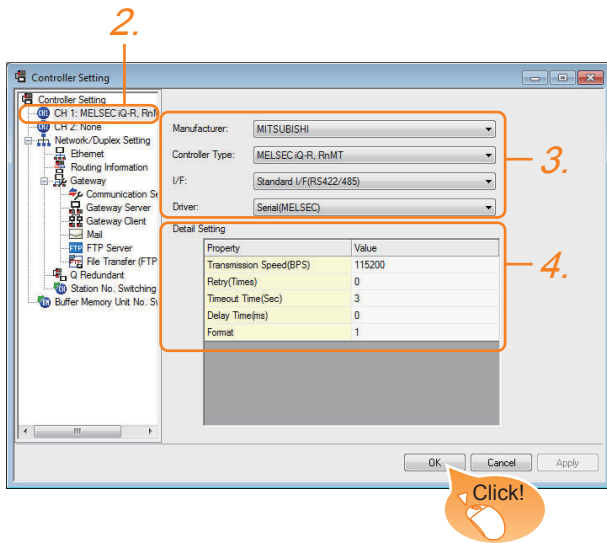 2.
Controller Setting
Controller Setting
CH 1: MELSEC iQ-R, RnM
CH 2: None
Network/Duplex Setting
Ethernet
Routing Information
Gateway
Communication Se
Gateway Server
Gateway Client
Mail
FTP Server
File Transfer (FTP
Q Redundant
Station No. Switching
Buffer Memory Unit No. Sw
Manufacturer: MITSUBISHI
Controller Type: MELSEC iQ-R, RnMT
I/F: Standard I/F(RS422/485)
Driver: Serial(MELSEC)
3.
Detail Setting
Property Value
Transmission Speed(BPS) 115200
Retry(Times) 0
Timeout Time(Sec) 3
Delay Time(ms) 0
Format 1
4.
OK Cancel Apply
Click!